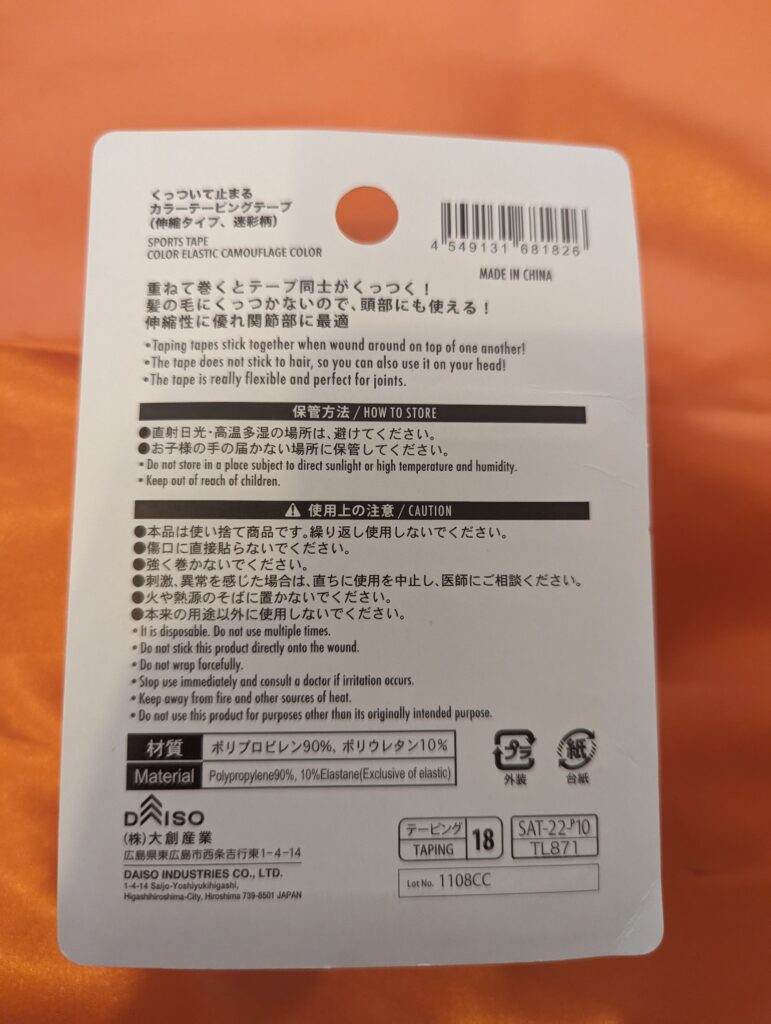 くっついて止まる
カラーテーピングテープ
(伸縮タイプ、迷彩柄)
SPORTS TAPE
COLOR ELASTIC CAMOUFLAGE COLOR
4 549131 681826
MADE IN CHINA
重ねて巻くとテープ同士がくっつく!
髪の毛にくっつかないので、頭部にも使える!
伸縮性に優れ関節部に最適
•Taping tapes stick together when wound around on top of one another!
•The tape does not stick to hair, so you can also use it on your head!
•The tape is really flexible and perfect for joints.
保管方法 / HOW TO STORE
●直射日光・高温多湿の場所は、避けてください。
●お子様の手の届かない場所に保管してください。
• Do not store in a place subject to direct sunlight or high temperature and humidity.
• Keep out of reach of children.
⚠ 使用上の注意 / CAUTION
●本品は使い捨て商品です。繰り返し使用しないでください。
●傷口に直接貼らないでください。
●強く巻かないでください。
●刺激、異常を感じた場合は、直ちに使用を中止し、医師にご相談ください。
●火や熱源のそばに置かないでください。
●本来の用途以外に使用しないでください。
• It is disposable. Do not use multiple times.
• Do not stick this product directly onto the wound.
• Do not wrap forcefully.
• Stop use immediately and consult a doctor if irritation occurs.
• Keep away from fire and other sources of heat.
• Do not use this product for purposes other than its originally intended purpose.
材質 ポリプロピレン90%、ポリウレタン10%
Material Polypropylene90%, 10%Elastane(Exclusive of elastic)
プラ 紙
外装 台紙
DAISO
(株)大創産業
広島県東広島市西条吉行東1-4-14
DAISO INDUSTRIES CO., LTD.
1-4-14 Saijo-Yoshiyukihigashi,
Higashihiroshima-City, Hiroshima 739-8501 JAPAN
テーピング 18
TAPING
SAT-22-P10
TL871
Lot No. 1108CC